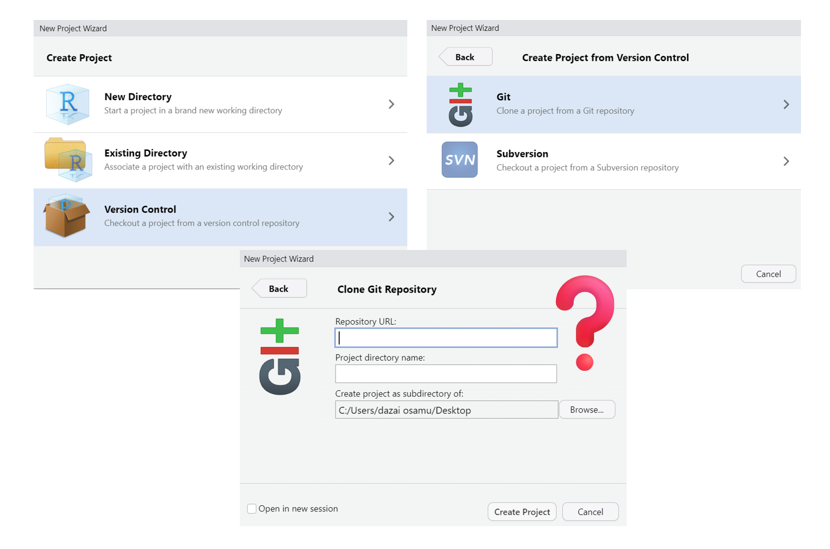 New Project Wizard
Create Project
R
New Directory
Start a project in a brand new working directory
R
Existing Directory
Associate a project with an existing working directory
Version Control
Checkout a project from a version control repository
New Project Wizard
Back
Create Project from Version Control
git
Git
Clone a project from a Git repository
SVN
Subversion
Checkout a project from a Subversion repository
Cancel
New Project Wizard
Back
Clone Git Repository
git
Repository URL:
Project directory name:
Create project as subdirectory of:
C:/Users/dazai osamu/Desktop
Browse...
?
Open in new session
Create Project
Cancel